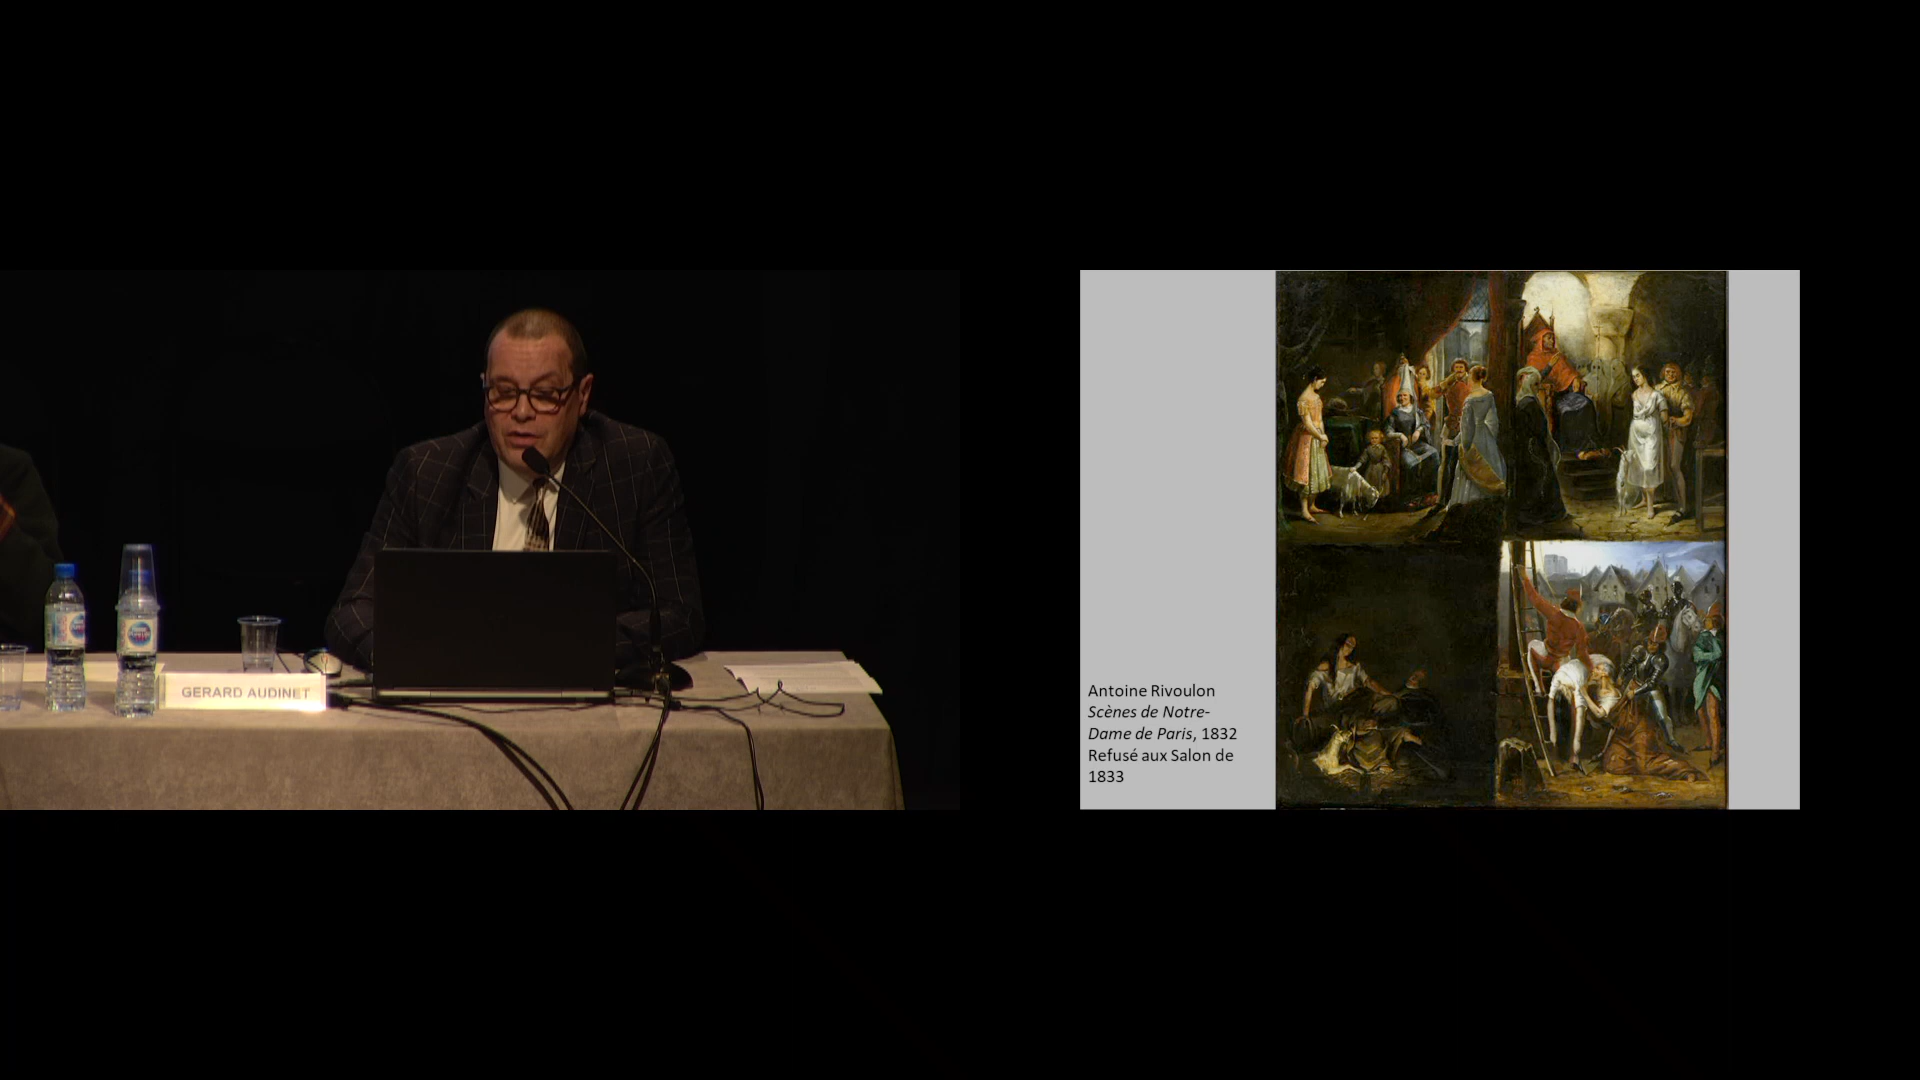 GERARD AUDINET
Antoine Rivoulon
Scènes de Notre-
Dame de Paris, 1832
Refusé aux Salon de
1833